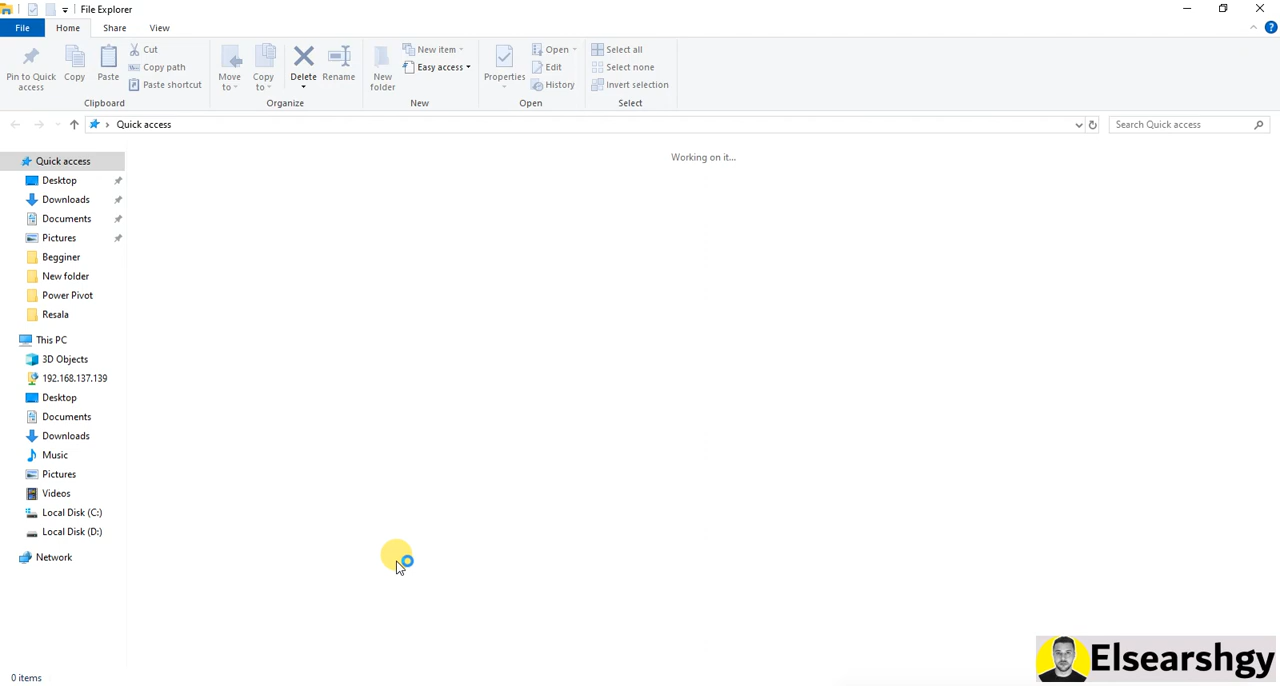 File Explorer
File Home Share View
Pin to Quick access
Copy
Paste
Cut
Copy path
Paste shortcut
Clipboard
Move to
Copy to
Delete
Rename
Organize
New folder
New item
Easy access
New
Properties
Open
Edit
History
Open
Select all
Select none
Invert selection
Select
Quick access
Search Quick access
Working on it...
Quick access
Desktop
Downloads
Documents
Pictures
Begginer
New folder
Power Pivot
Resala
This PC
3D Objects
192.168.137.139
Desktop
Documents
Downloads
Music
Pictures
Videos
Local Disk (C:)
Local Disk (D:)
Network
0 items
Elsearshgy